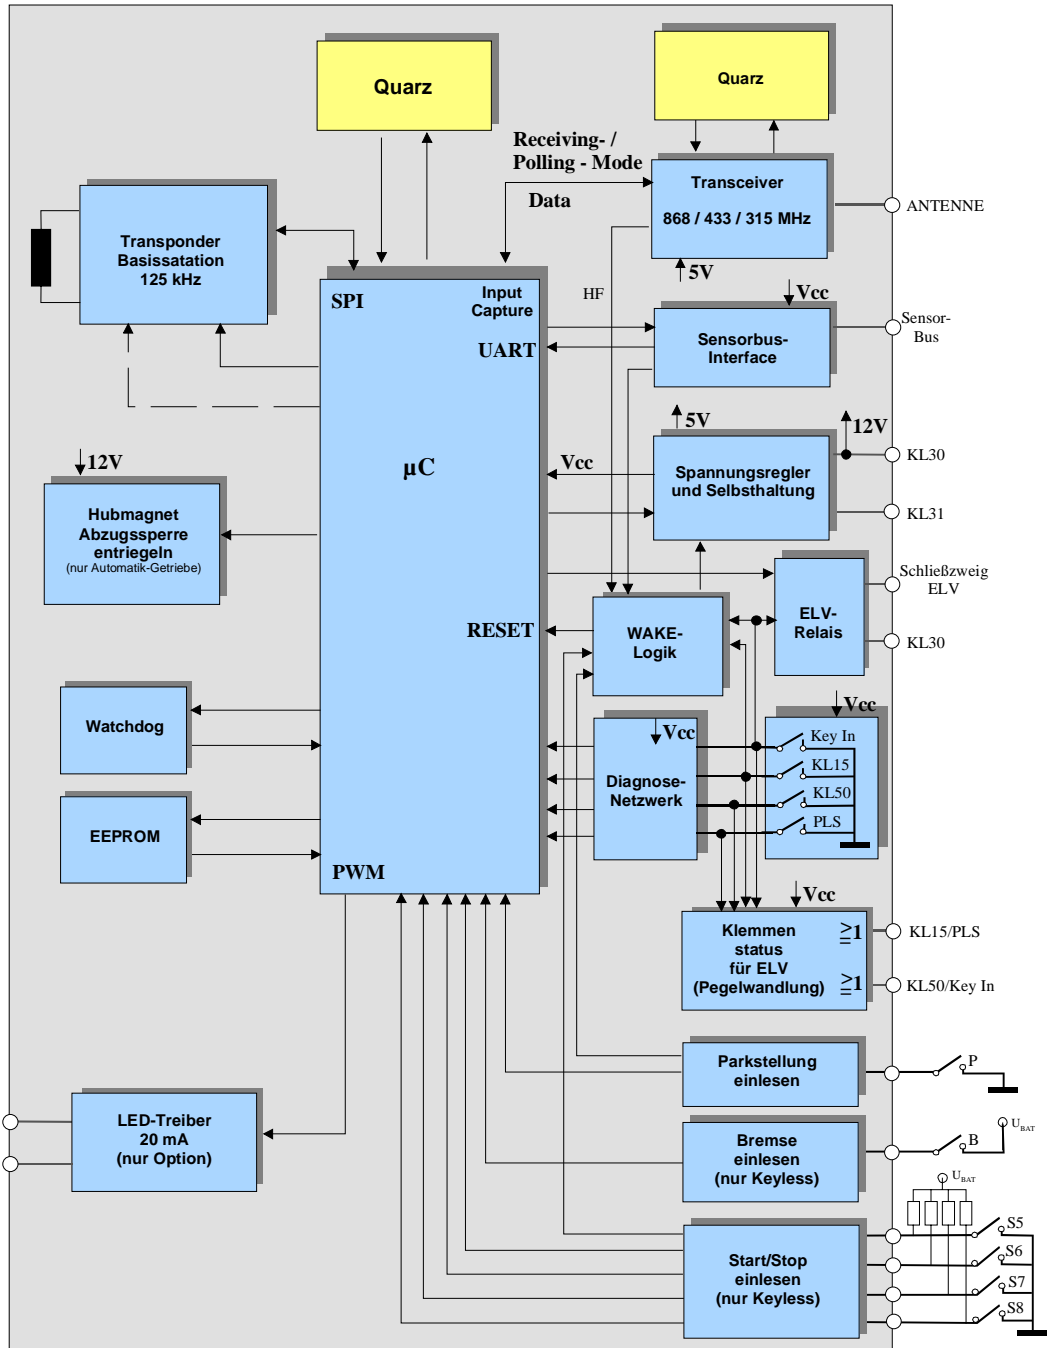 Quarz
Quarz
Receiving- /
Polling - Mode
Data
Transceiver
868 / 433 / 315 MHz
ANTENNE
5V
Transponder
Basissatation
125 kHz
SPI
Input
Capture
UART
HF
Vcc
Sensorbus-
Interface
Sensor-
Bus
5V
12V
Vcc
Spannungsregler
und Selbsthaltung
KL30
KL31
µC
12V
Hubmagnet
Abzugssperre
entriegeln
(nur Automatik-Getriebe)
Schließzweig
ELV
ELV-
Relais
KL30
RESET
WAKE-
Logik
Watchdog
EEPROM
PWM
Vcc
Diagnose-
Netzwerk
Vcc
Key In
KL15
KL50
PLS
Vcc
Klemmen
status
für ELV
(Pegelwandlung)
≧1
≧1
KL15/PLS
KL50/Key In
Parkstellung
einlesen
P
LED-Treiber
20 mA
(nur Option)
Bremse
einlesen
(nur Keyless)
B
UBAT
UBAT
Start/Stop
einlesen
(nur Keyless)
S5
S6
S7
S8